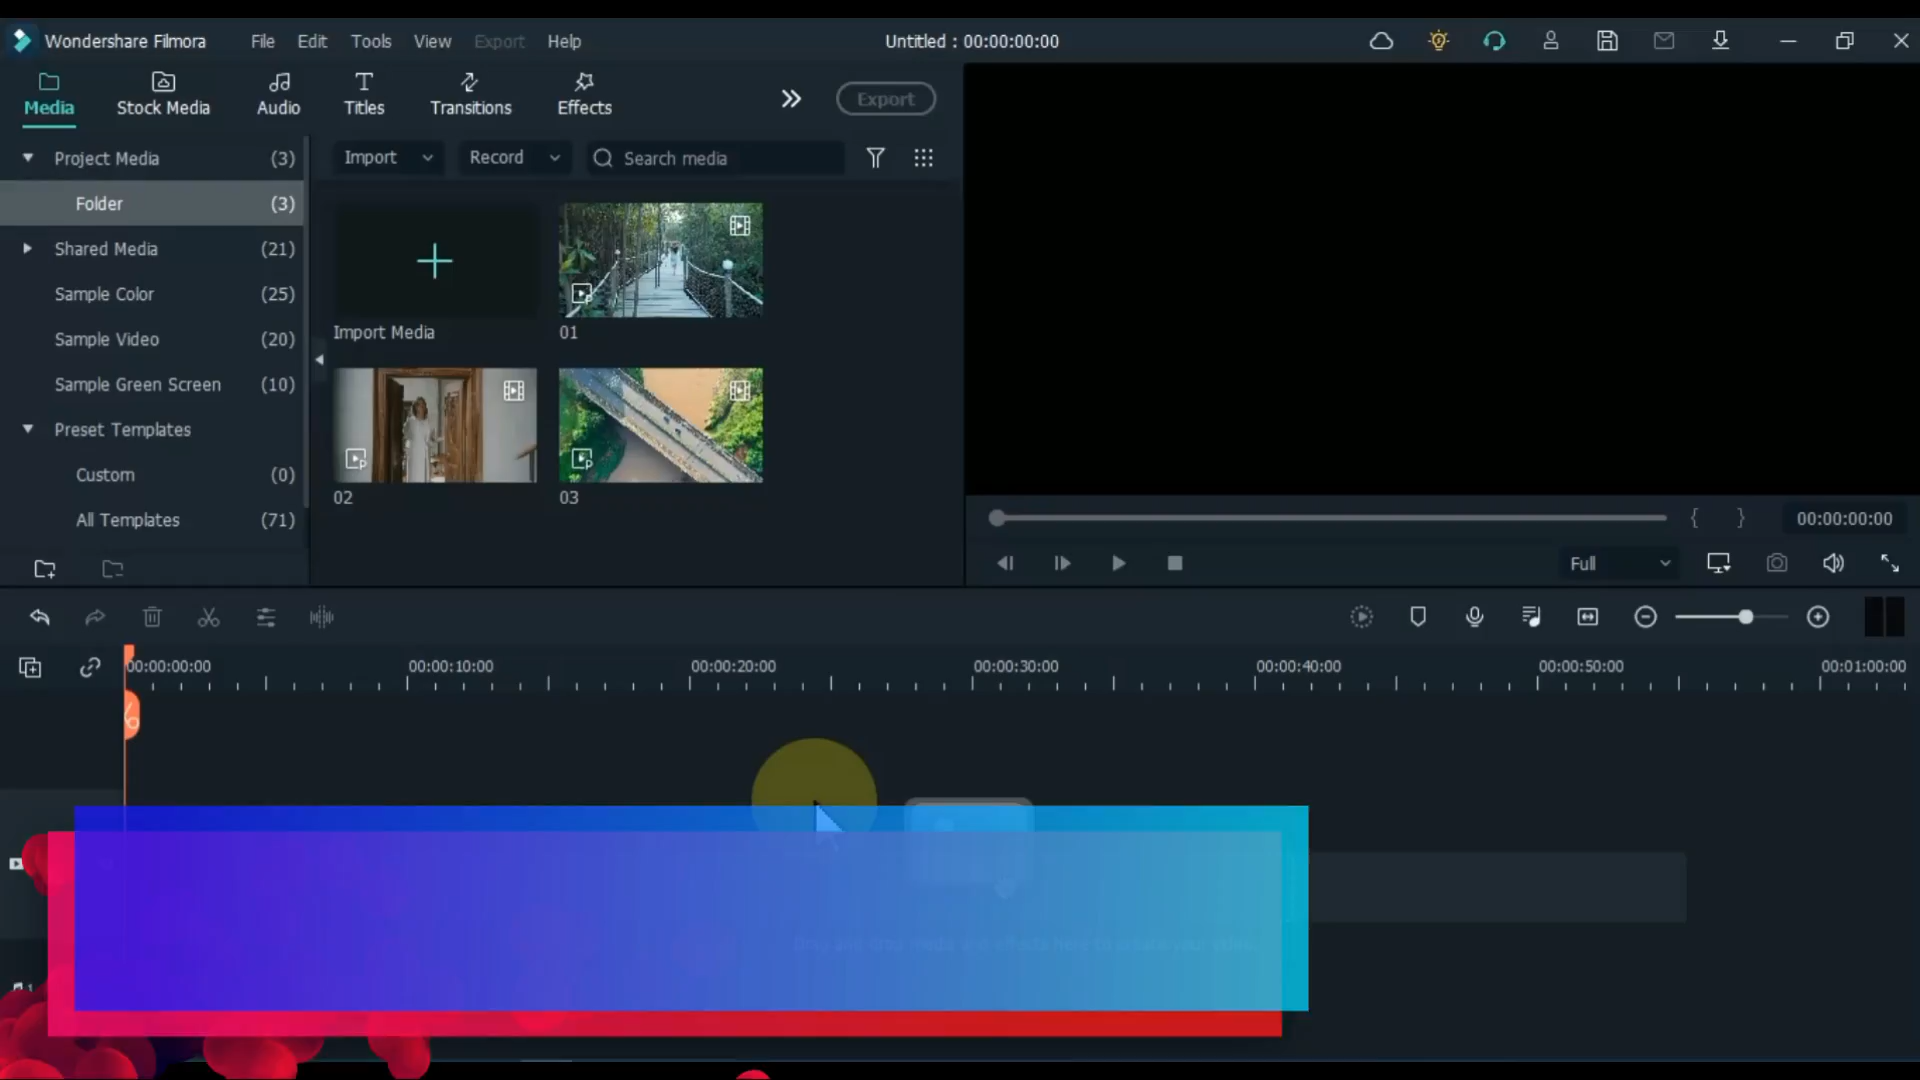 Wondershare Filmora File Edit Tools View Export Help Untitled : 00:00:00:00
Media Stock Media Audio Titles Transitions Effects Export
Project Media (3)
Folder (3)
Shared Media (21)
Sample Color (25)
Sample Video (20)
Sample Green Screen (10)
Preset Templates
Custom (0)
All Templates (71)
Import Record Search media
Import Media
01
02
03
{ } 00:00:00:00
Full
00:00:00:00 00:00:10:00 00:00:20:00 00:00:30:00 00:00:40:00 00:00:50:00 00:01:00:00
1